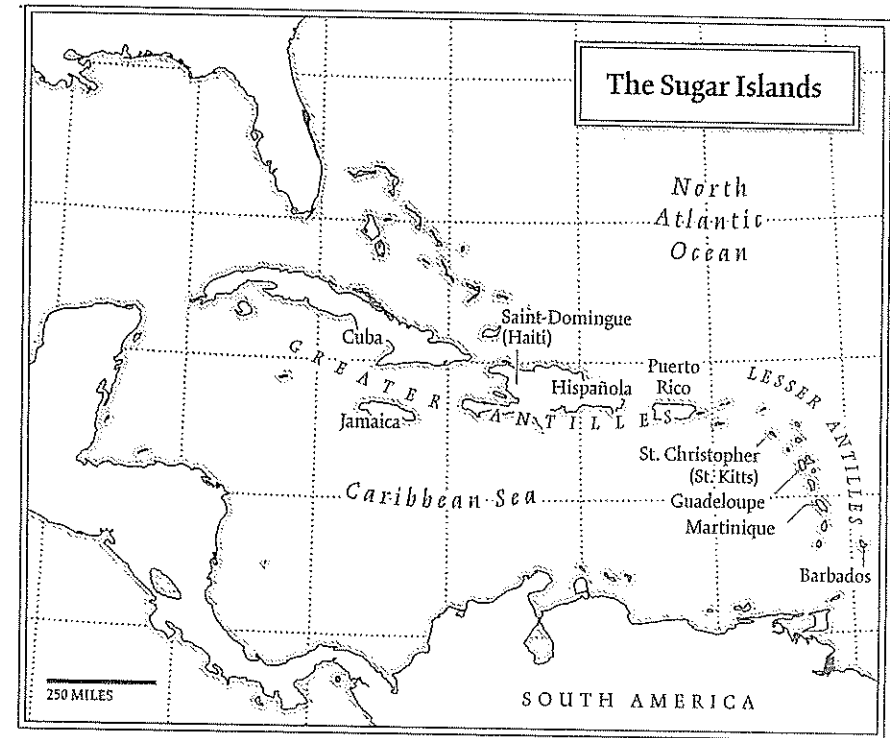 The Sugar Islands
North
Atlantic
Ocean
Saint-Domingue
(Haiti)
Cuba
GREATER ANTILLES
Hispañola
Puerto
Rico
LESSER ANTILLES
Jamaica
St. Christopher
(St. Kitts)
Caribbean Sea
Guadeloupe
Martinique
Barbados
250 MILES
SOUTH AMERICA